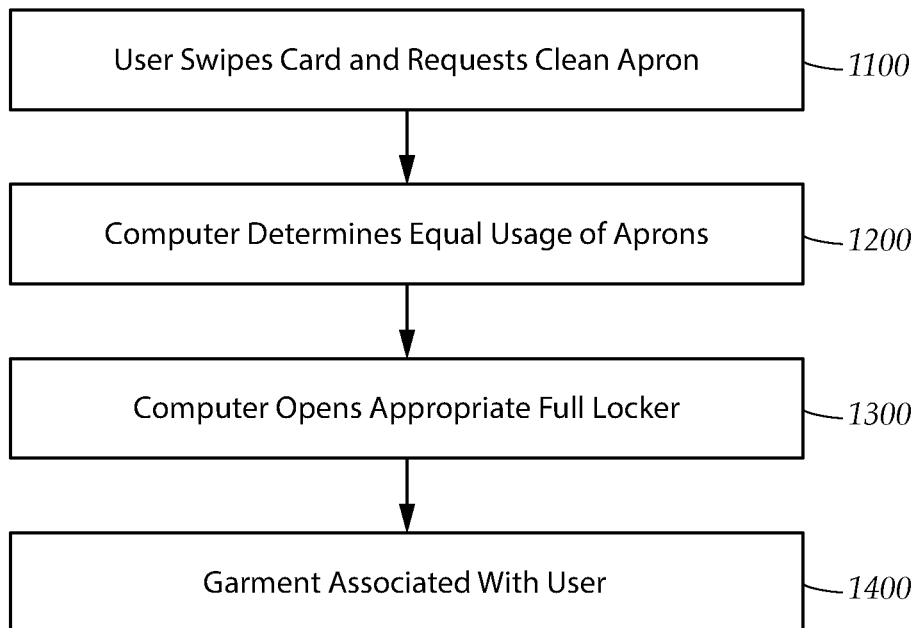 User Swipes Card and Requests Clean Apron
1100
Computer Determines Equal Usage of Aprons
1200
Computer Opens Appropriate Full Locker
1300
Garment Associated With User
1400